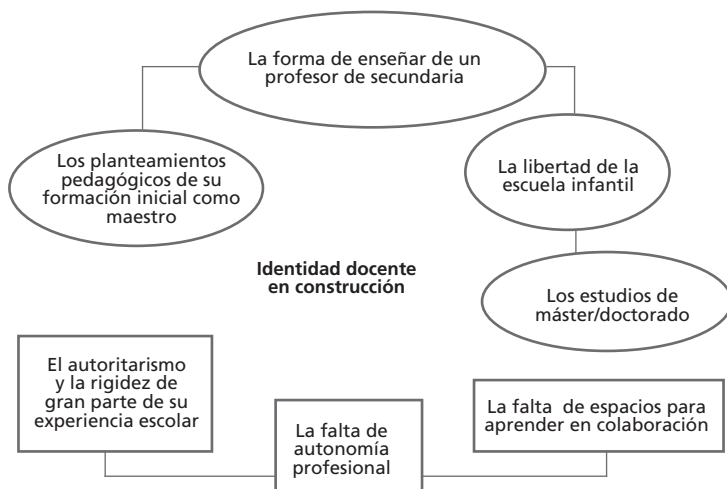 La forma de enseñar de un
profesor de secundaria
Los planteamientos
pedagógicos de su
formación inicial como
maestro
La libertad de la
escuela infantil
Identidad docente
en construcción
Los estudios de
máster/doctorado
El autoritarismo
y la rigidez de
gran parte de su
experiencia escolar
La falta de
autonomía
profesional
La falta de espacios para
aprender en colaboración